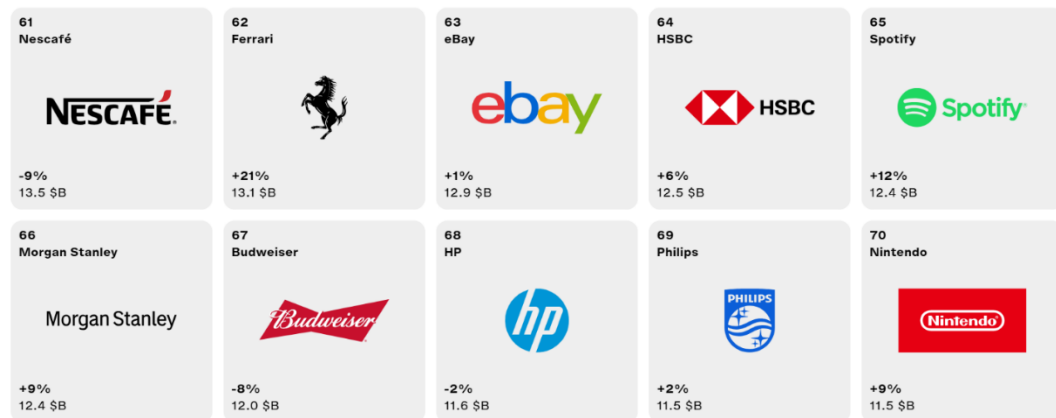 61
Nescafé
NESCAFÉ.
-9%
13.5 $B
62
Ferrari
+21%
13.1 $B
63
eBay
ebay
+1%
12.9 $B
64
HSBC
HSBC
+6%
12.5 $B
65
Spotify
Spotify
+12%
12.4 $B
66
Morgan Stanley
Morgan Stanley
+9%
12.4 $B
67
Budweiser
Budweiser
-8%
12.0 $B
68
HP
hp
-2%
11.6 $B
69
Philips
PHILIPS
+2%
11.5 $B
70
Nintendo
Nintendo
+9%
11.5 $B